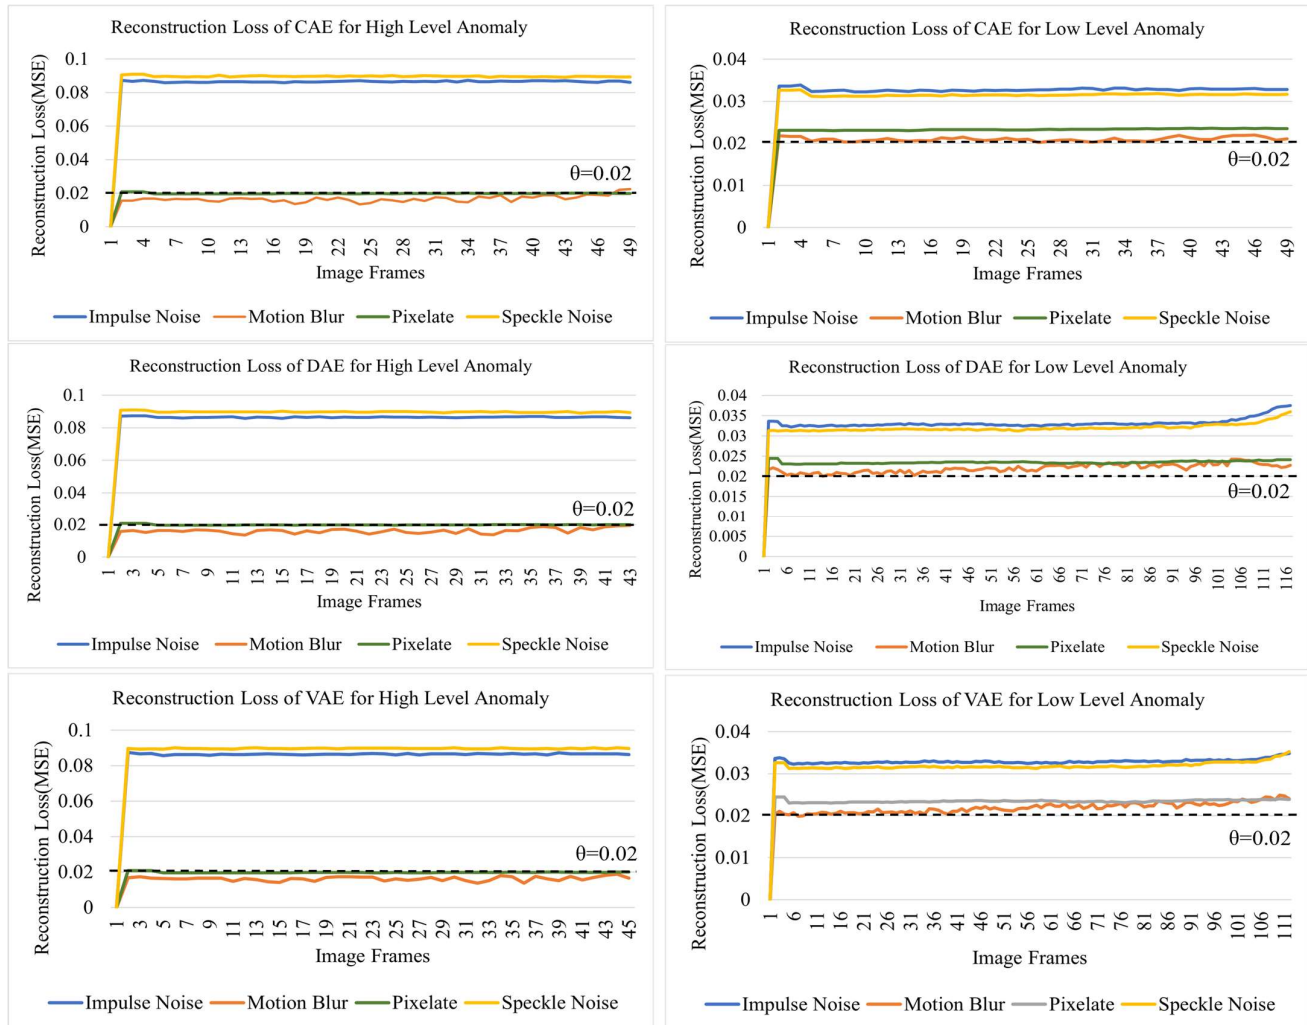 Reconstruction Loss of CAE for High Level Anomaly
Reconstruction Loss(MSE)
0.1
0.08
0.06
0.04
0.02
0
θ=0.02
1 4 7 10 13 16 19 22 25 28 31 34 37 40 43 46 49
Image Frames
Impulse Noise Motion Blur Pixelate Speckle Noise
Reconstruction Loss of CAE for Low Level Anomaly
Reconstruction Loss(MSE)
0.04
0.03
0.02
0.01
0
θ=0.02
1 4 7 10 13 16 19 22 25 28 31 34 37 40 43 46 49
Image Frames
Impulse Noise Motion Blur Pixelate Speckle Noise
Reconstruction Loss of DAE for High Level Anomaly
Reconstruction Loss(MSE)
0.1
0.08
0.06
0.04
0.02
0
θ=0.02
1 3 5 7 9 11 13 15 17 19 21 23 25 27 29 31 33 35 37 39 41 43
Image Frames
Impulse Noise Motion Blur Pixelate Speckle Noise
Reconstruction Loss of DAE for Low Level Anomaly
Reconstruction Loss(MSE)
0.04
0.035
0.03
0.025
0.02
0.015
0.01
0.005
0
θ=0.02
1 6 11 16 21 26 31 36 41 46 51 56 61 66 71 76 81 86 91 96 101 106 111 116
Image Frames
Impulse Noise Motion Blur Pixelate Speckle Noise
Reconstruction Loss of VAE for High Level Anomaly
Reconstruction Loss(MSE)
0.1
0.08
0.06
0.04
0.02
0
θ=0.02
1 3 5 7 9 11 13 15 17 19 21 23 25 27 29 31 33 35 37 39 41 43 45
Image Frames
Impulse Noise Motion Blur Pixelate Speckle Noise
Reconstruction Loss of VAE for Low Level Anomaly
Reconstruction Loss(MSE)
0.04
0.03
0.02
0.01
0
θ=0.02
1 6 11 16 21 26 31 36 41 46 51 56 61 66 71 76 81 86 91 96 101 106 111
Image Frames
Impulse Noise Motion Blur Pixelate Speckle Noise